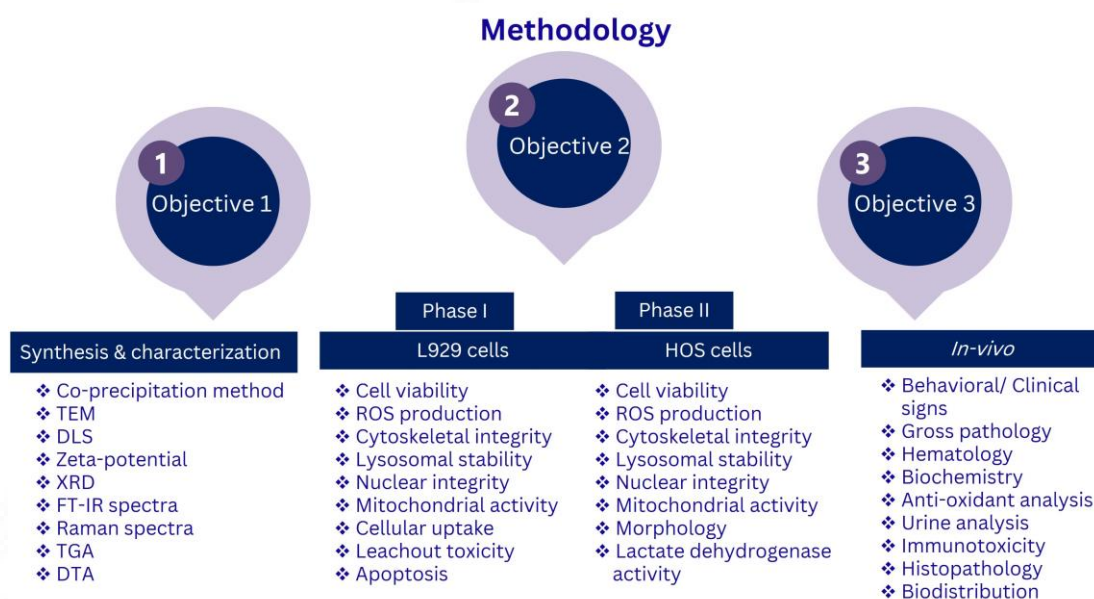 Methodology
1
Objective 1
2
Objective 2
3
Objective 3
Synthesis & characterization
❖ Co-precipitation method
❖ TEM
❖ DLS
❖ Zeta-potential
❖ XRD
❖ FT-IR spectra
❖ Raman spectra
❖ TGA
❖ DTA
Phase I
L929 cells
❖ Cell viability
❖ ROS production
❖ Cytoskeletal integrity
❖ Lysosomal stability
❖ Nuclear integrity
❖ Mitochondrial activity
❖ Cellular uptake
❖ Leachout toxicity
❖ Apoptosis
Phase II
HOS cells
❖ Cell viability
❖ ROS production
❖ Cytoskeletal integrity
❖ Lysosomal stability
❖ Nuclear integrity
❖ Mitochondrial activity
❖ Morphology
❖ Lactate dehydrogenase
activity
In-vivo
❖ Behavioral/ Clinical
signs
❖ Gross pathology
❖ Hematology
❖ Biochemistry
❖ Anti-oxidant analysis
❖ Urine analysis
❖ Immunotoxicity
❖ Histopathology
❖ Biodistribution